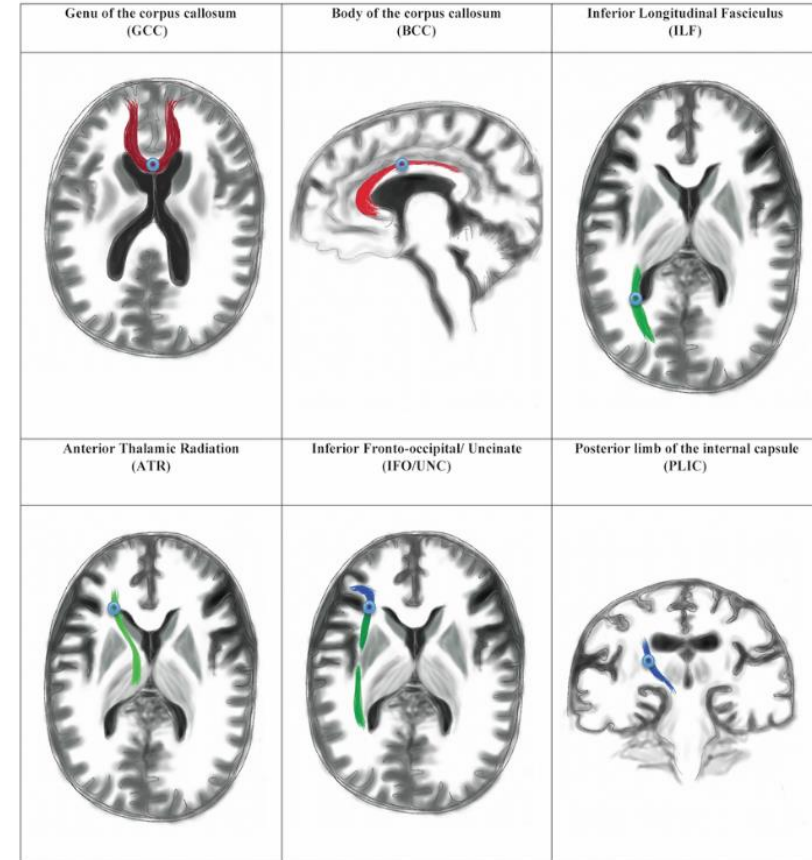 Genu of the corpus callosum
(GCC)
Body of the corpus callosum
(BCC)
Inferior Longitudinal Fasciculus
(ILF)
Anterior Thalamic Radiation
(ATR)
Inferior Fronto-occipital/ Uncinate
(IFO/UNC)
Posterior limb of the internal capsule
(PLIC)